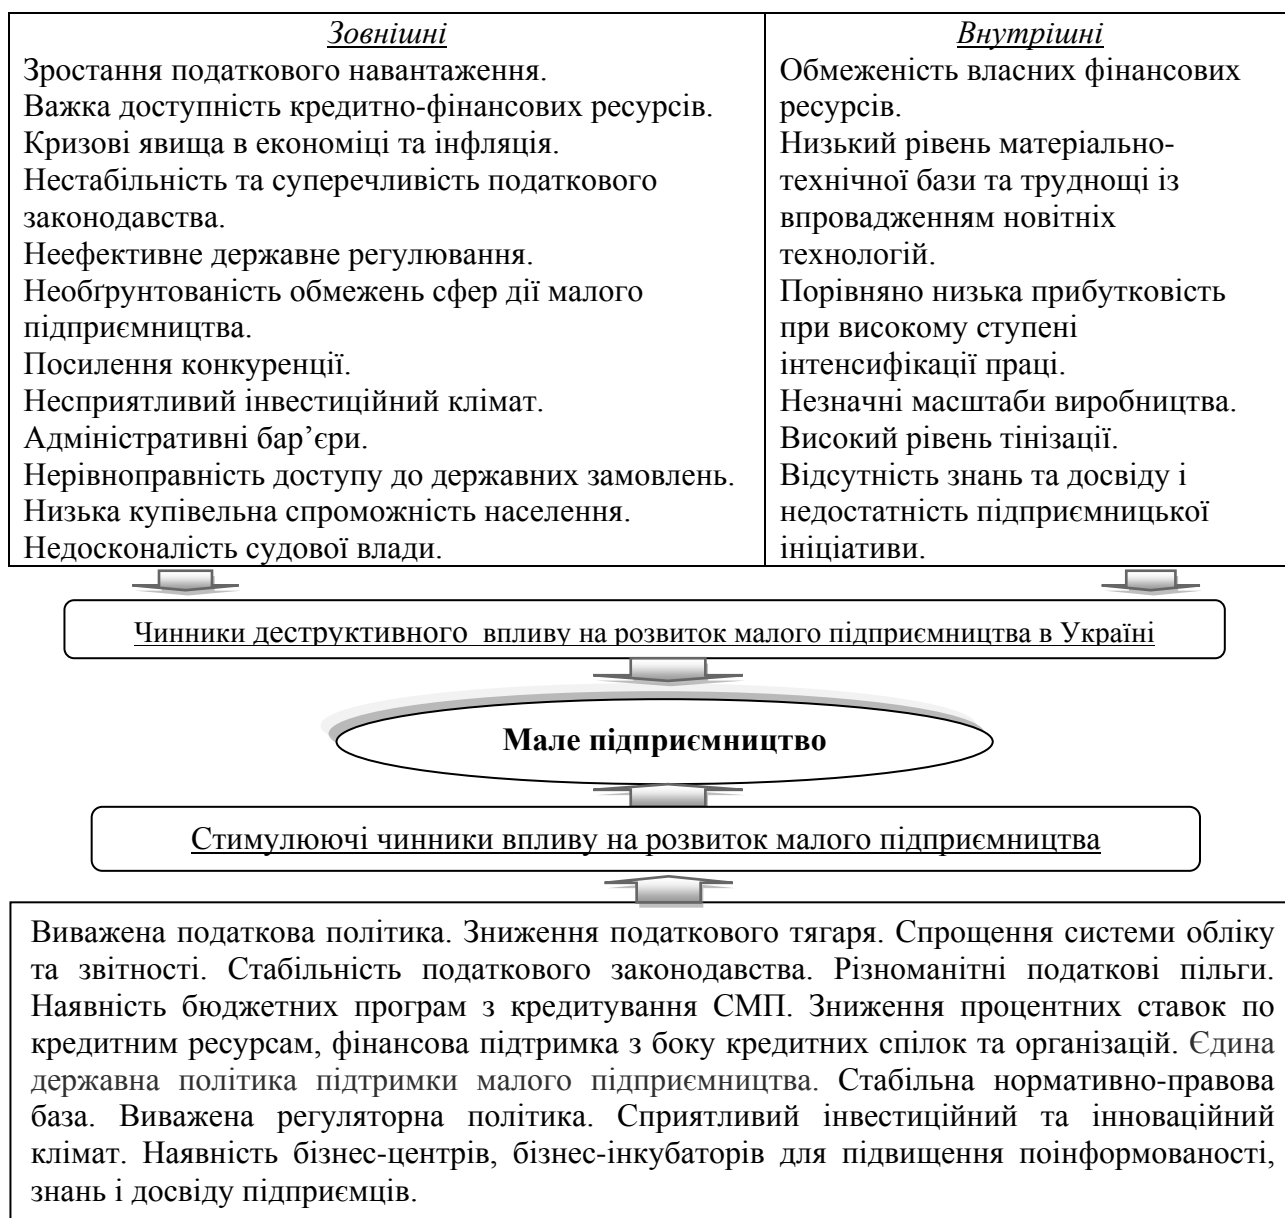 Зовнішні
Зростання податкового навантаження.
Важка доступність кредитно-фінансових ресурсів.
Кризові явища в економіці та інфляція.
Нестабільність та суперечливість податкового
законодавства.
Неефективне державне регулювання.
Необґрунтованість обмежень сфер дії малого
підприємництва.
Посилення конкуренції.
Несприятливий інвестиційний клімат.
Адміністративні бар’єри.
Нерівноправність доступу до державних замовлень.
Низька купівельна спроможність населення.
Недосконалість судової влади.
Внутрішні
Обмеженість власних фінансових
ресурсів.
Низький рівень матеріально-
технічної бази та труднощі із
впровадженням новітніх
технологій.
Порівняно низька прибутковість
при високому ступені
інтенсифікації праці.
Незначні масштаби виробництва.
Високий рівень тінізації.
Відсутність знань та досвіду і
недостатність підприємницької
ініціативи.
Чинники деструктивного впливу на розвиток малого підприємництва в Україні
Мале підприємництво
Стимулюючі чинники впливу на розвиток малого підприємництва
Виважена податкова політика. Зниження податкового тягаря. Спрощення системи обліку
та звітності. Стабільність податкового законодавства. Різноманітні податкові пільги.
Наявність бюджетних програм з кредитування СМП. Зниження процентних ставок по
кредитним ресурсам, фінансова підтримка з боку кредитних спілок та організацій. Єдина
державна політика підтримки малого підприємництва. Стабільна нормативно-правова
база. Виважена регуляторна політика. Сприятливий інвестиційний та інноваційний
клімат. Наявність бізнес-центрів, бізнес-інкубаторів для підвищення поінформованості,
знань і досвіду підприємців.